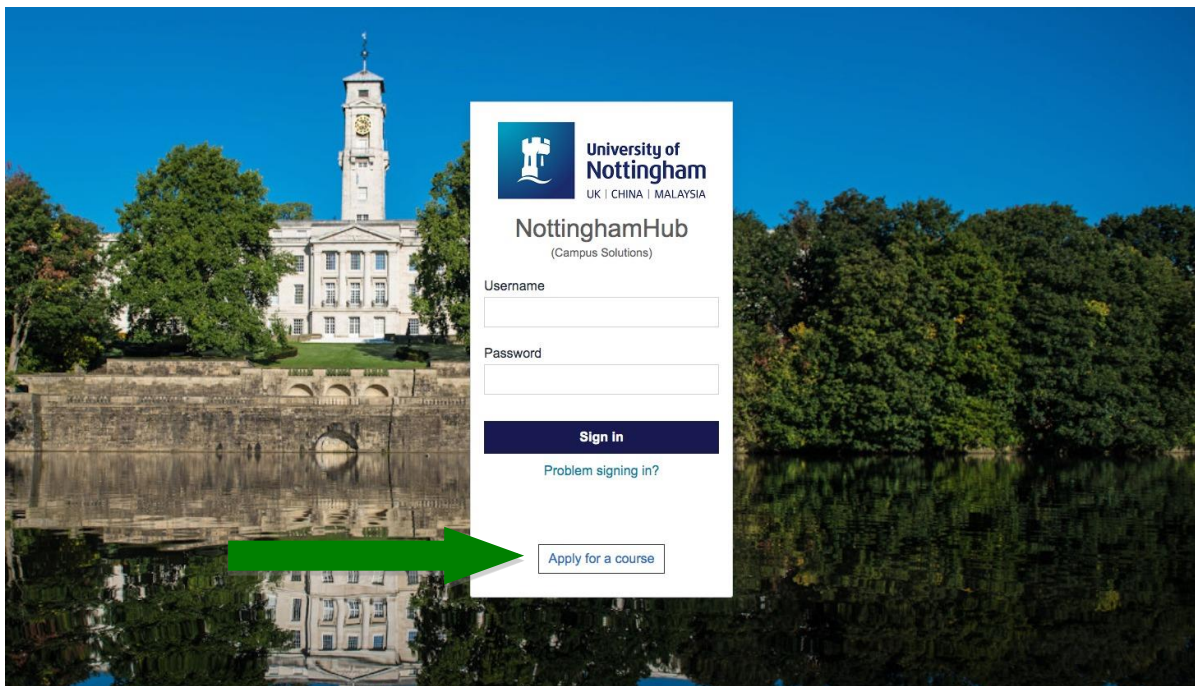 University of
Nottingham
UK | CHINA | MALAYSIA
NottinghamHub
(Campus Solutions)
Username
Password
Sign in
Problem signing in?
Apply for a course